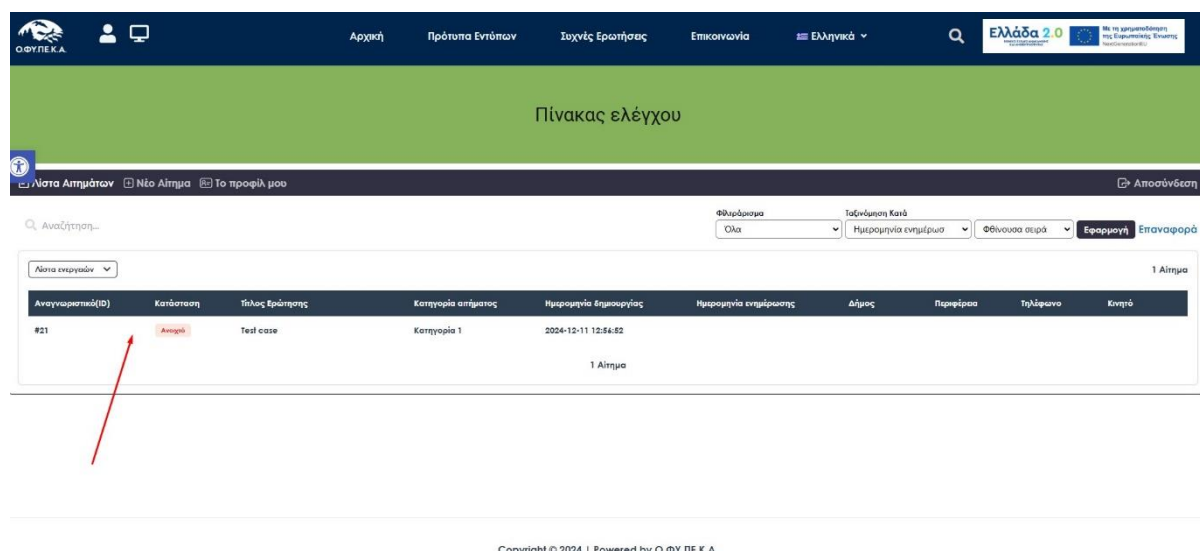 Ο.ΦΥ.ΠΕ.Κ.Α.
Αρχική Πρότυπα Εντύπων Συχνές Ερωτήσεις Επικοινωνία Ελληνικά
Ελλάδα 2.0
Με τη χρηματοδότηση
της Ευρωπαϊκής Ένωσης
NextGenerationEU
Πίνακας ελέγχου
Λίστα Αιτημάτων Νέο Αίτημα Το προφίλ μου Αποσύνδεση
Αναζήτηση...
Φιλτράρισμα Ταξινόμηση Κατά
Όλα Ημερομηνία ενημέρωσ Φθίνουσα σειρά Εφαρμογή Επαναφορά
Λίστα ενεργειών 1 Αίτημα
Αναγνωριστικό(ID) Κατάσταση Τίτλος Ερώτησης Κατηγορία αιτήματος Ημερομηνία δημιουργίας Ημερομηνία ενημέρωσης Δήμος Περιφέρεια Τηλέφωνο Κινητό
#21 Ανοιχτό Test case Κατηγορία 1 2024-12-11 12:56:52
1 Αίτημα
Copyright © 2024 | Powered by Ο.ΦΥ.ΠΕ.Κ.Α.